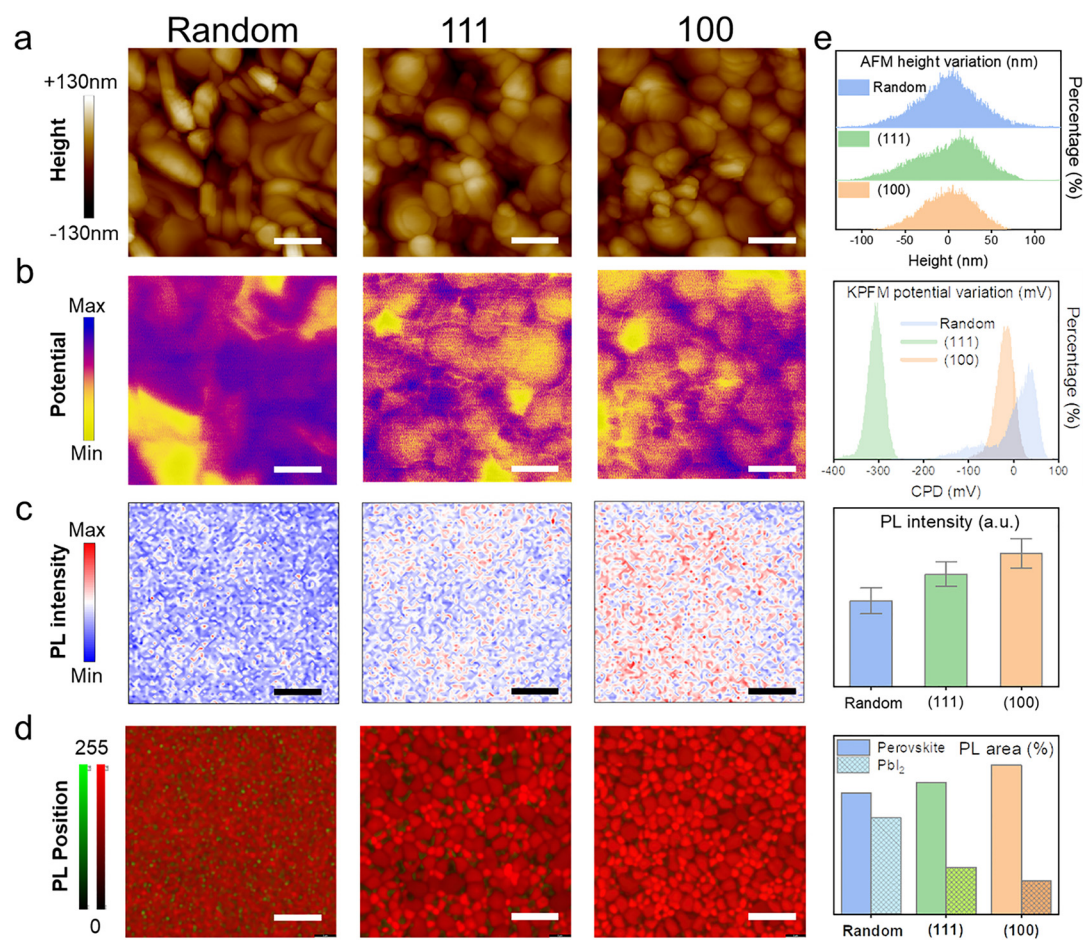 Random
111
100
a
+130nm
Height
-130nm
b
Max
Potential
Min
c
Max
PL intensity
Min
d
255
PL Position
0
e
AFM height variation (nm)
Random
(111)
(100)
Percentage (%)
-100
-50
0
50
100
Height (nm)
KPFM potential variation (mV)
Random
(111)
(100)
Percentage (%)
-400
-300
-200
-100
0
100
CPD (mV)
PL intensity (a.u.)
Random
(111)
(100)
Perovskite
PbI2
PL area (%)
Random
(111)
(100)